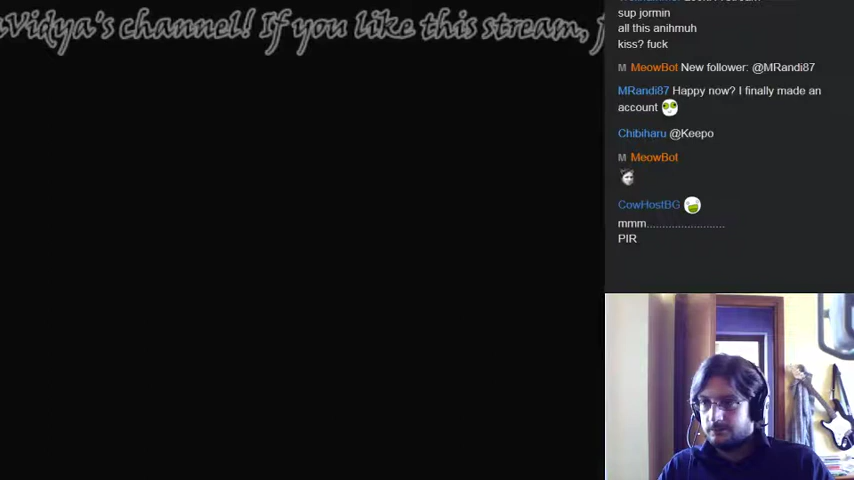 Vidya's channel! If you like this stream,
sup jormin
all this anihmuh
kiss? fuck
M MeowBot New follower: @MRandi87
MRandi87 Happy now? I finally made an
account
Chibiharu @Keepo
M MeowBot
CowHostBG
mmm........................
PIR